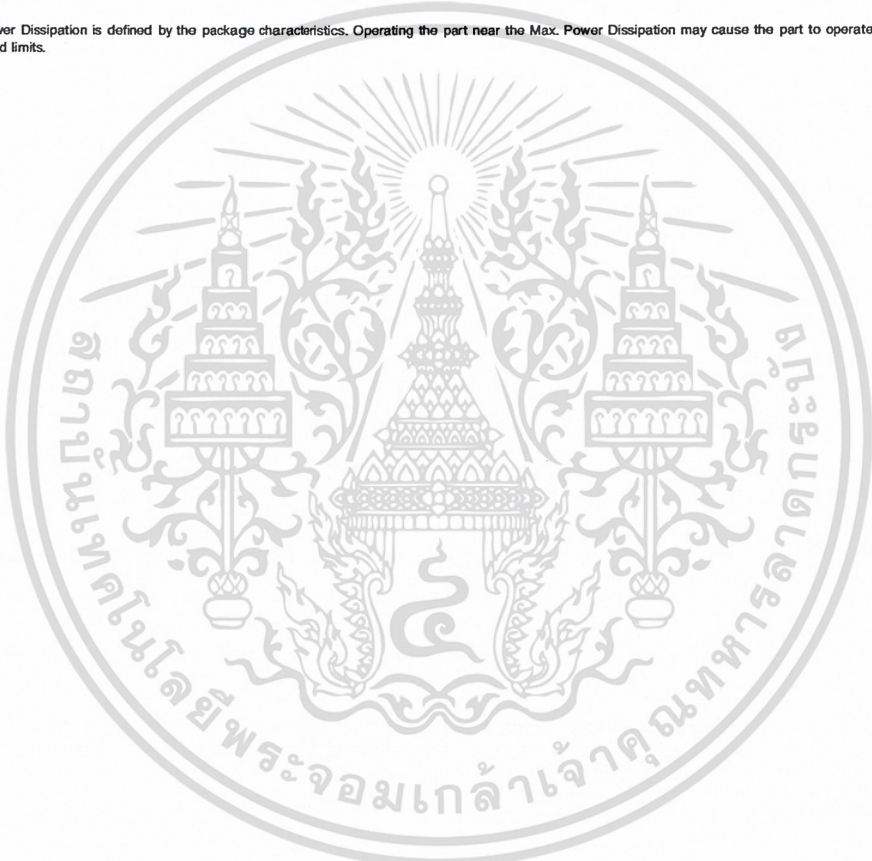 er Dissipation is defined by the package characteristics. Operating the part near the Max. Power Dissipation may cause the part to operate
d limits.
สถาบันเทคโนโลยีพระจอมเกล้าเจ้าคุณทหารลาดกระบัง
๔